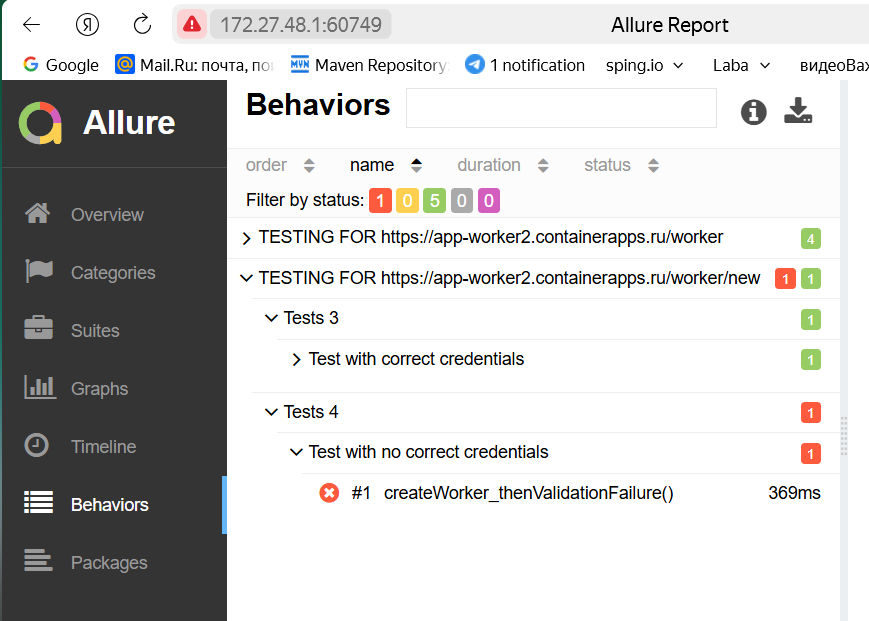 Я 172.27.48.1:60749 Allure Report
Google @ Mail.Ru: почта, по MVN Maven Repository: 1 notification sping.io Laba видеоВах
Allure
Behaviors
order name duration status
Filter by status: 1 0 5 0 0
Overview
Categories
Suites
Graphs
Timeline
Behaviors
Packages
TESTING FOR https://app-worker2.containerapps.ru/worker 4
TESTING FOR https://app-worker2.containerapps.ru/worker/new 1 1
Tests 3 1
Test with correct credentials 1
Tests 4 1
Test with no correct credentials 1
#1 createWorker_thenValidationFailure() 369ms